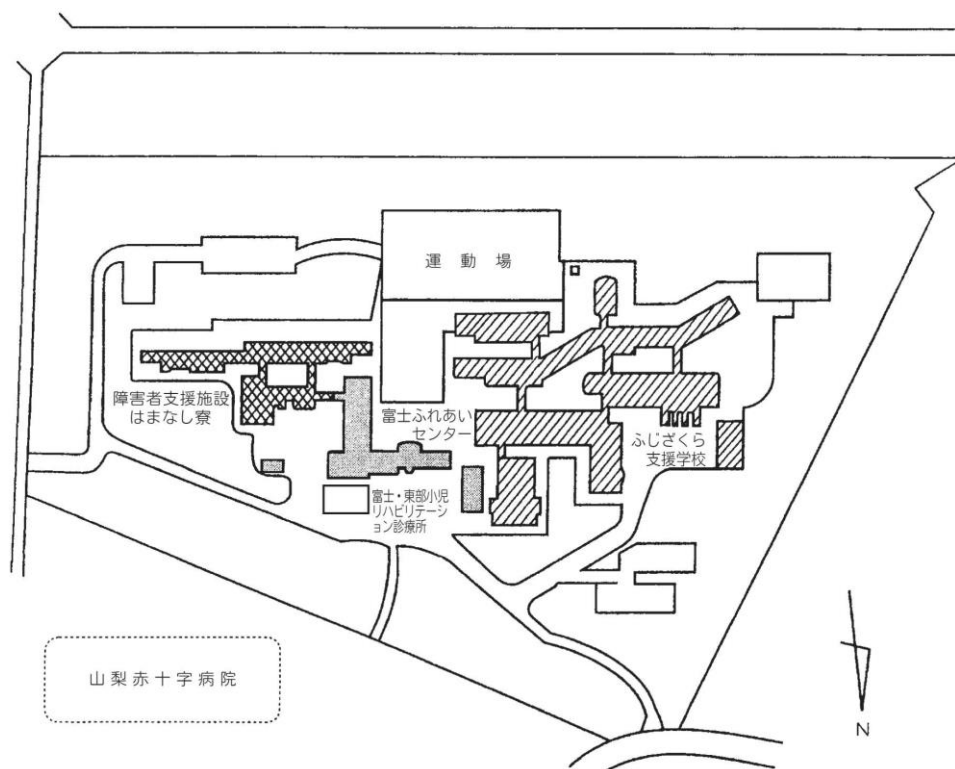 運動場
障害者支援施設
はまなし寮
富士ふれあい
センター
ふじざくら
支援学校
富士・東部小児
リハビリテーシ
ョン診療所
山梨赤十字病院
N